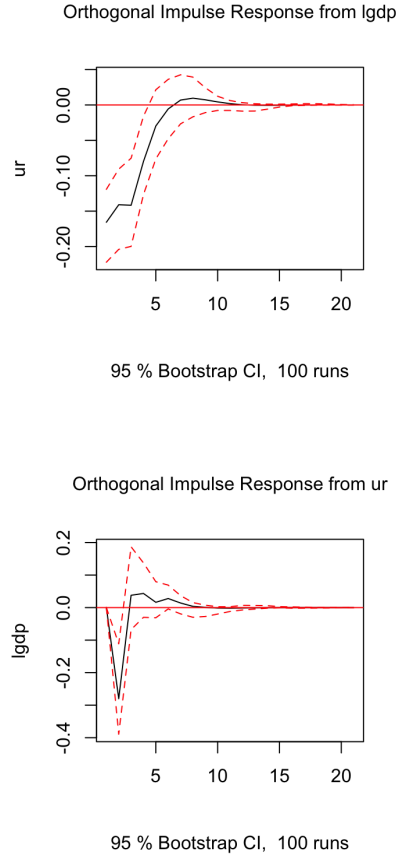 Orthogonal Impulse Response from lgdp
ur
0.00
-0.10
-0.20
5 10 15 20
95 % Bootstrap CI, 100 runs
Orthogonal Impulse Response from ur
lgdp
0.2
0.0
-0.2
-0.4
5 10 15 20
95 % Bootstrap CI, 100 runs